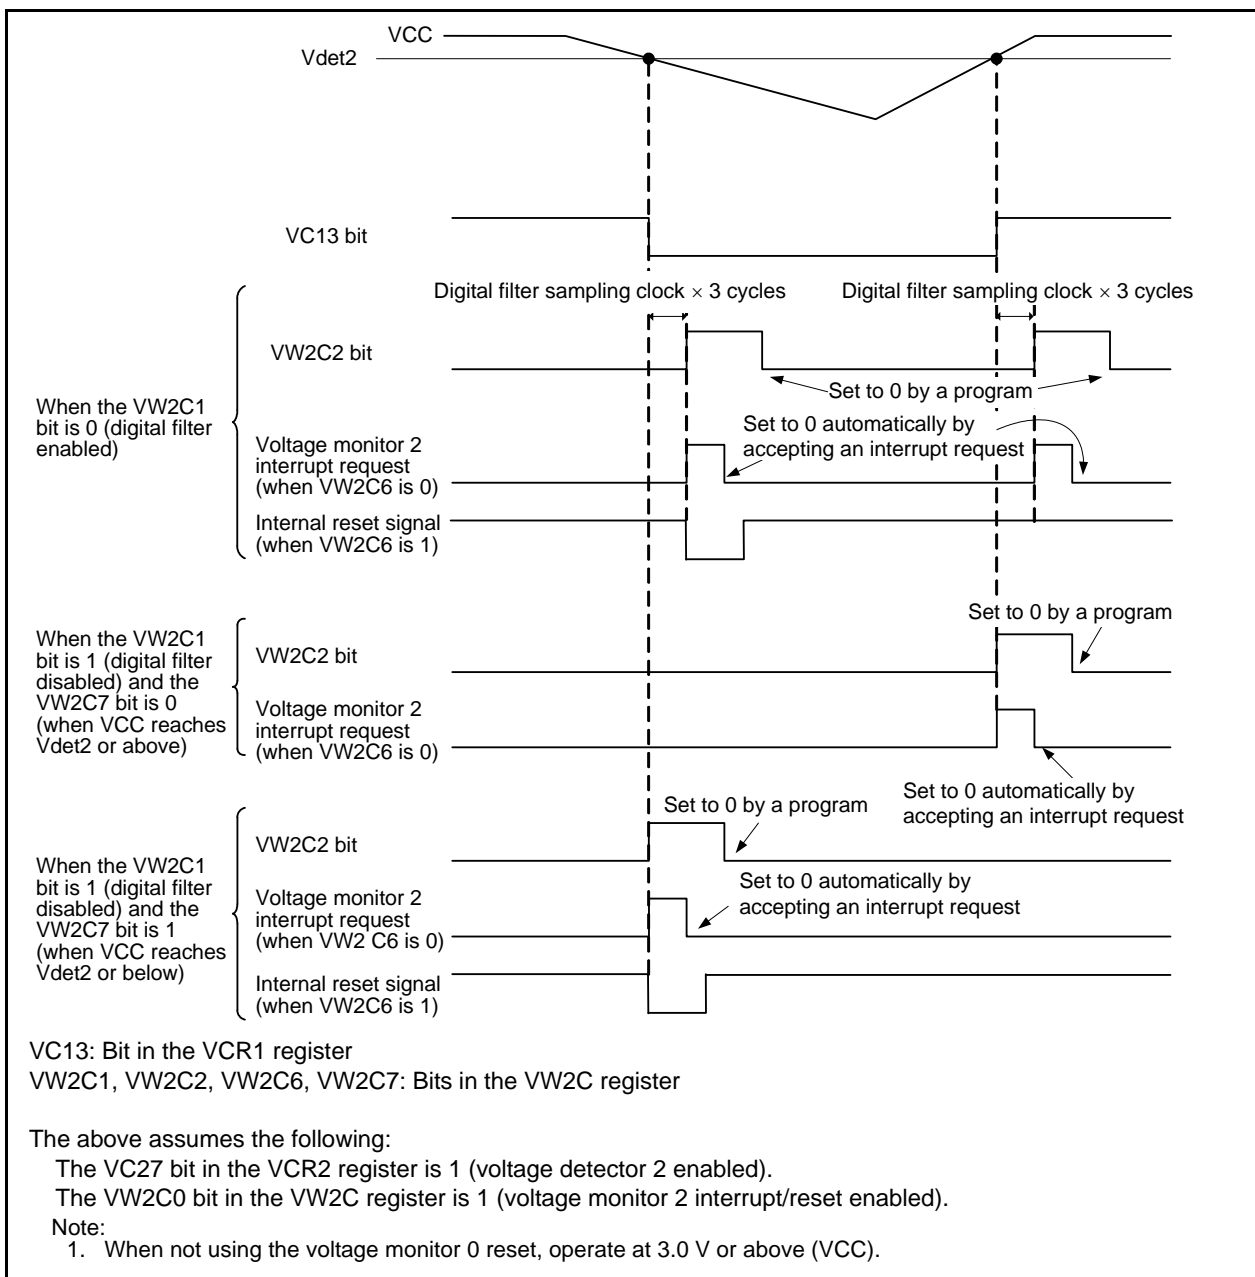 VCC
Vdet2
VC13 bit
Digital filter sampling clock × 3 cycles
Digital filter sampling clock × 3 cycles
When the VW2C1
bit is 0 (digital filter
enabled)
VW2C2 bit
Set to 0 by a program
Voltage monitor 2
interrupt request
(when VW2C6 is 0)
Set to 0 automatically by
accepting an interrupt request
Internal reset signal
(when VW2C6 is 1)
When the VW2C1
bit is 1 (digital filter
disabled) and the
VW2C7 bit is 0
(when VCC reaches
Vdet2 or above)
VW2C2 bit
Set to 0 by a program
Voltage monitor 2
interrupt request
(when VW2C6 is 0)
Set to 0 automatically by
accepting an interrupt request
When the VW2C1
bit is 1 (digital filter
disabled) and the
VW2C7 bit is 1
(when VCC reaches
Vdet2 or below)
VW2C2 bit
Set to 0 by a program
Voltage monitor 2
interrupt request
(when VW2 C6 is 0)
Set to 0 automatically by
accepting an interrupt request
Internal reset signal
(when VW2C6 is 1)
VC13: Bit in the VCR1 register
VW2C1, VW2C2, VW2C6, VW2C7: Bits in the VW2C register
The above assumes the following:
The VC27 bit in the VCR2 register is 1 (voltage detector 2 enabled).
The VW2C0 bit in the VW2C register is 1 (voltage monitor 2 interrupt/reset enabled).
Note:
1. When not using the voltage monitor 0 reset, operate at 3.0 V or above (VCC).